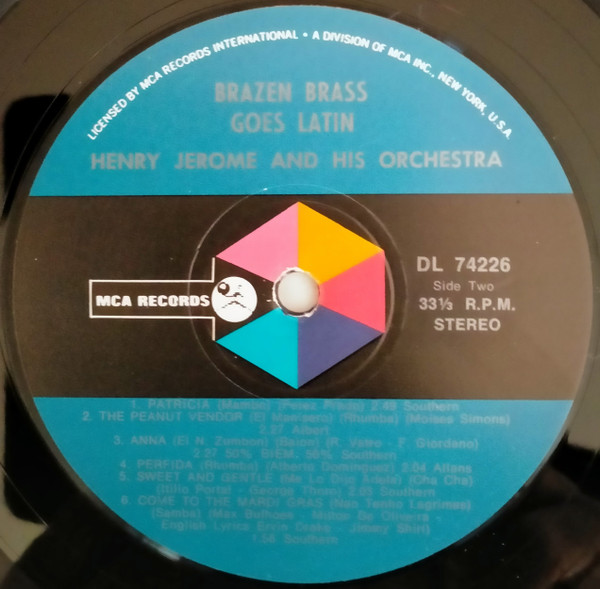 LICENSED BY MCA RECORDS INTERNATIONAL • A DIVISION OF MCA INC., NEW YORK, U.S.A.
BRAZEN BRASS
GOES LATIN
HENRY JEROME AND HIS ORCHESTRA
MCA RECORDS
DL 74226
Side Two
33⅓ R.P.M.
STEREO
1. PATRICIA (Mambo) (Perez Prado) 2.49 Southern
2. THE PEANUT VENDOR (El Manisero) (Rhumba) (Moises Simons)
2.27 Albert
3. ANNA (El N. Zumbon) (Baion) (R. Vatro - F. Giordano)
2.27 50% BIEM, 50% Southern
4. PERFIDA (Rhumba) (Alberto Dominguez) 2.04 Allans
5. SWEET AND GENTLE (Me Lo Dijo Adela) (Cha Cha)
(Otilio Portal - George Thorn) 2.03 Southern
6. COME TO THE MARDI GRAS (Nao Tenho Lagrimas)
(Samba) (Max Bulhoes - Milton De Oliveira
English Lyrics Ervin Drake - Jimmy Shirl)
1.56 Southern